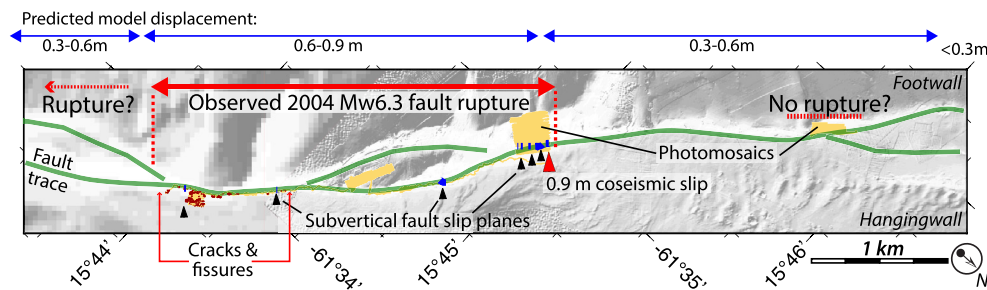 Predicted model displacement:
0.3-0.6m
0.6-0.9 m
0.3-0.6m
<0.3m
Footwall
Rupture?
Observed 2004 Mw6.3 fault rupture
No rupture?
Fault
trace
Photomosaics
0.9 m coseismic slip
Subvertical fault slip planes
Hangingwall
Cracks &
fissures
1 km
15°44'
-61°34'
15°45'
-61°35'
15°46'
N